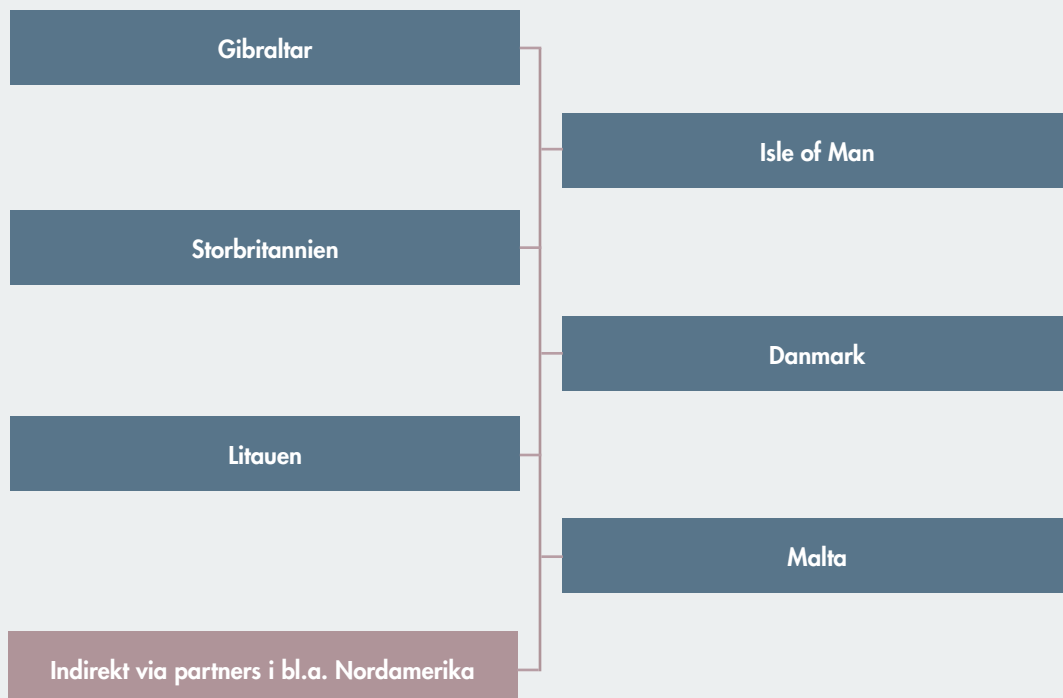 Gibraltar
Isle of Man
Storbritannien
Danmark
Litauen
Malta
Indirekt via partners i bl.a. Nordamerika